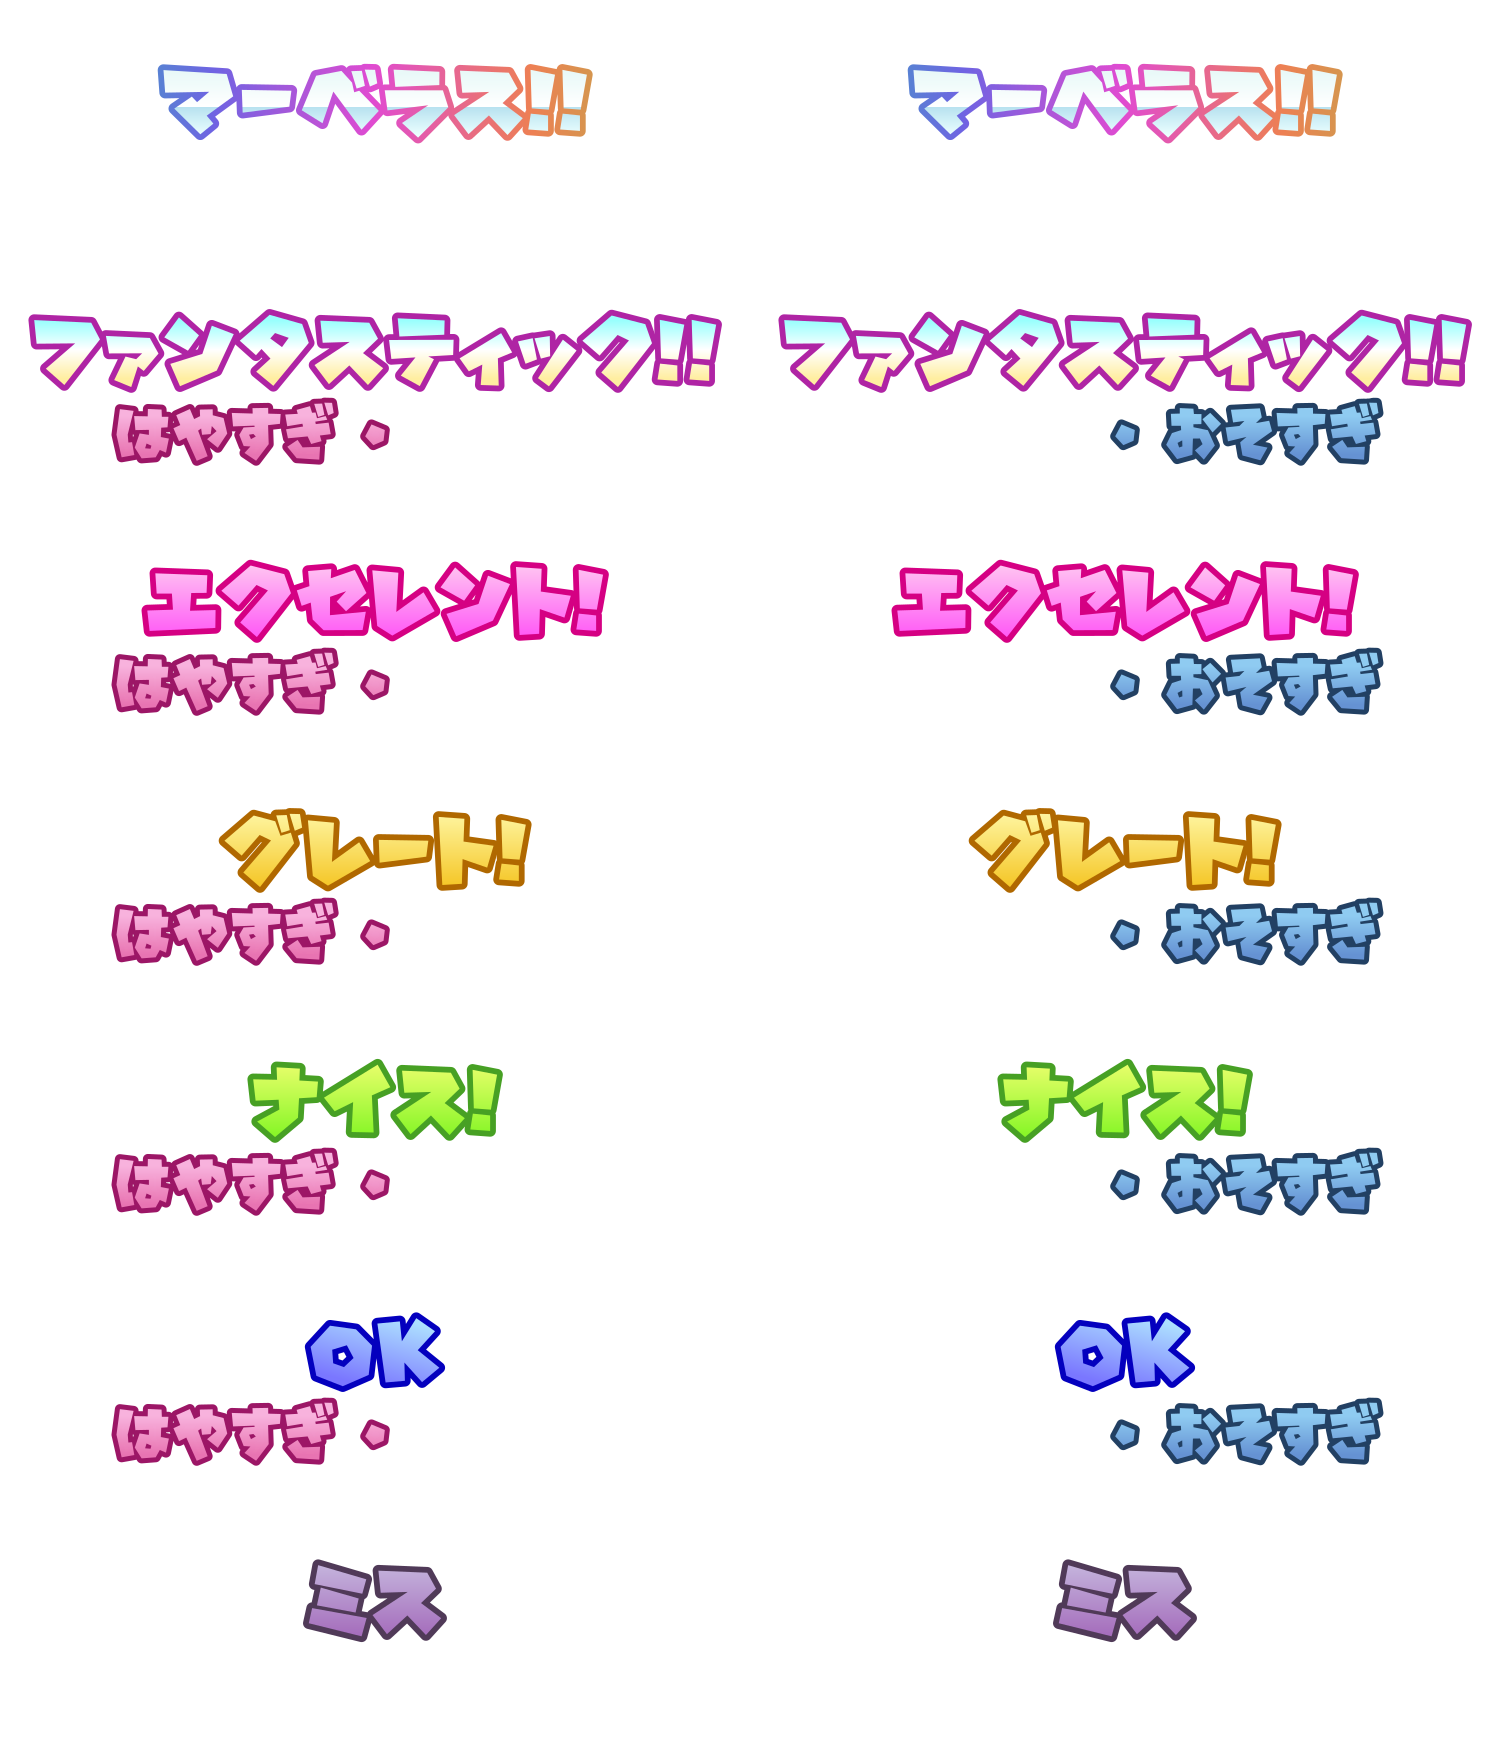 マーベラス!! マーベラス!!
ファンタスティック!! ファンタスティック!!
はやすぎ・ ・おそすぎ
エクセレント! エクセレント!
はやすぎ・ ・おそすぎ
グレート! グレート!
はやすぎ・ ・おそすぎ
ナイス! ナイス!
はやすぎ・ ・おそすぎ
OK OK
はやすぎ・ ・おそすぎ
ミス ミス